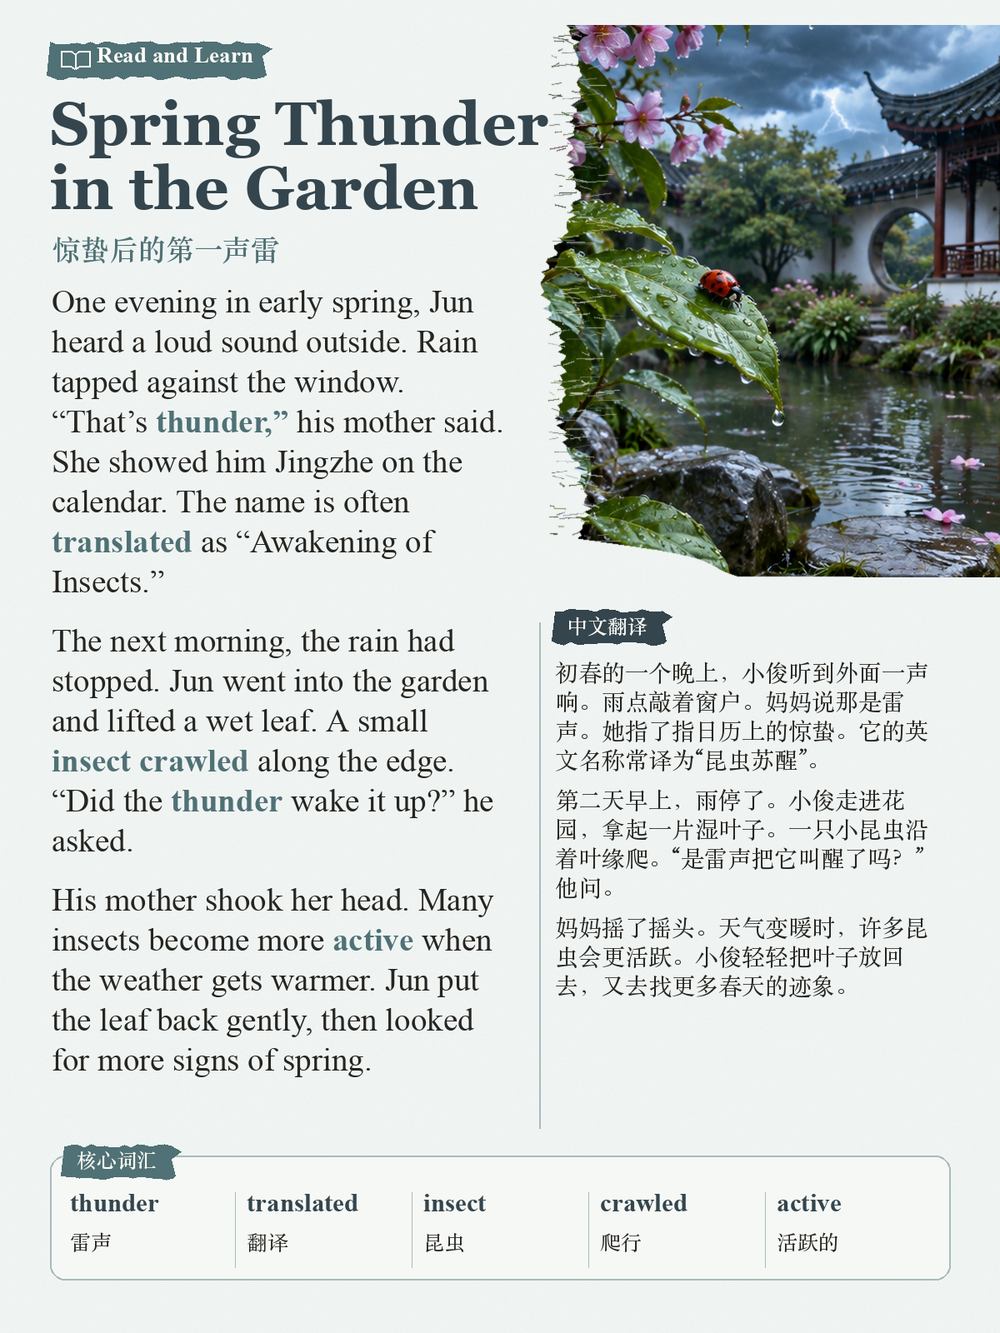 Read and Learn
Spring Thunder
in the Garden
惊蛰后的第一声雷
One evening in early spring, Jun
heard a loud sound outside. Rain
tapped against the window.
“That’s thunder,” his mother said.
She showed him Jingzhe on the
calendar. The name is often
translated as “Awakening of
Insects.”
The next morning, the rain had
stopped. Jun went into the garden
and lifted a wet leaf. A small
insect crawled along the edge.
“Did the thunder wake it up?” he
asked.
His mother shook her head. Many
insects become more active when
the weather gets warmer. Jun put
the leaf back gently, then looked
for more signs of spring.
中文翻译
初春的一个晚上，小俊听到外面一声
响。雨点敲着窗户。妈妈说那是雷
声。她指了指日历上的惊蛰。它的英
文名称常译为“昆虫苏醒”。
第二天早上，雨停了。小俊走进花
园，拿起一片湿叶子。一只小昆虫沿
着叶缘爬。“是雷声把它叫醒了吗？”
他问。
妈妈摇了摇头。天气变暖时，许多昆
虫会更活跃。小俊轻轻把叶子放回
去，又去找更多春天的迹象。
核心词汇
thunder
雷声
translated
翻译
insect
昆虫
crawled
爬行
active
活跃的